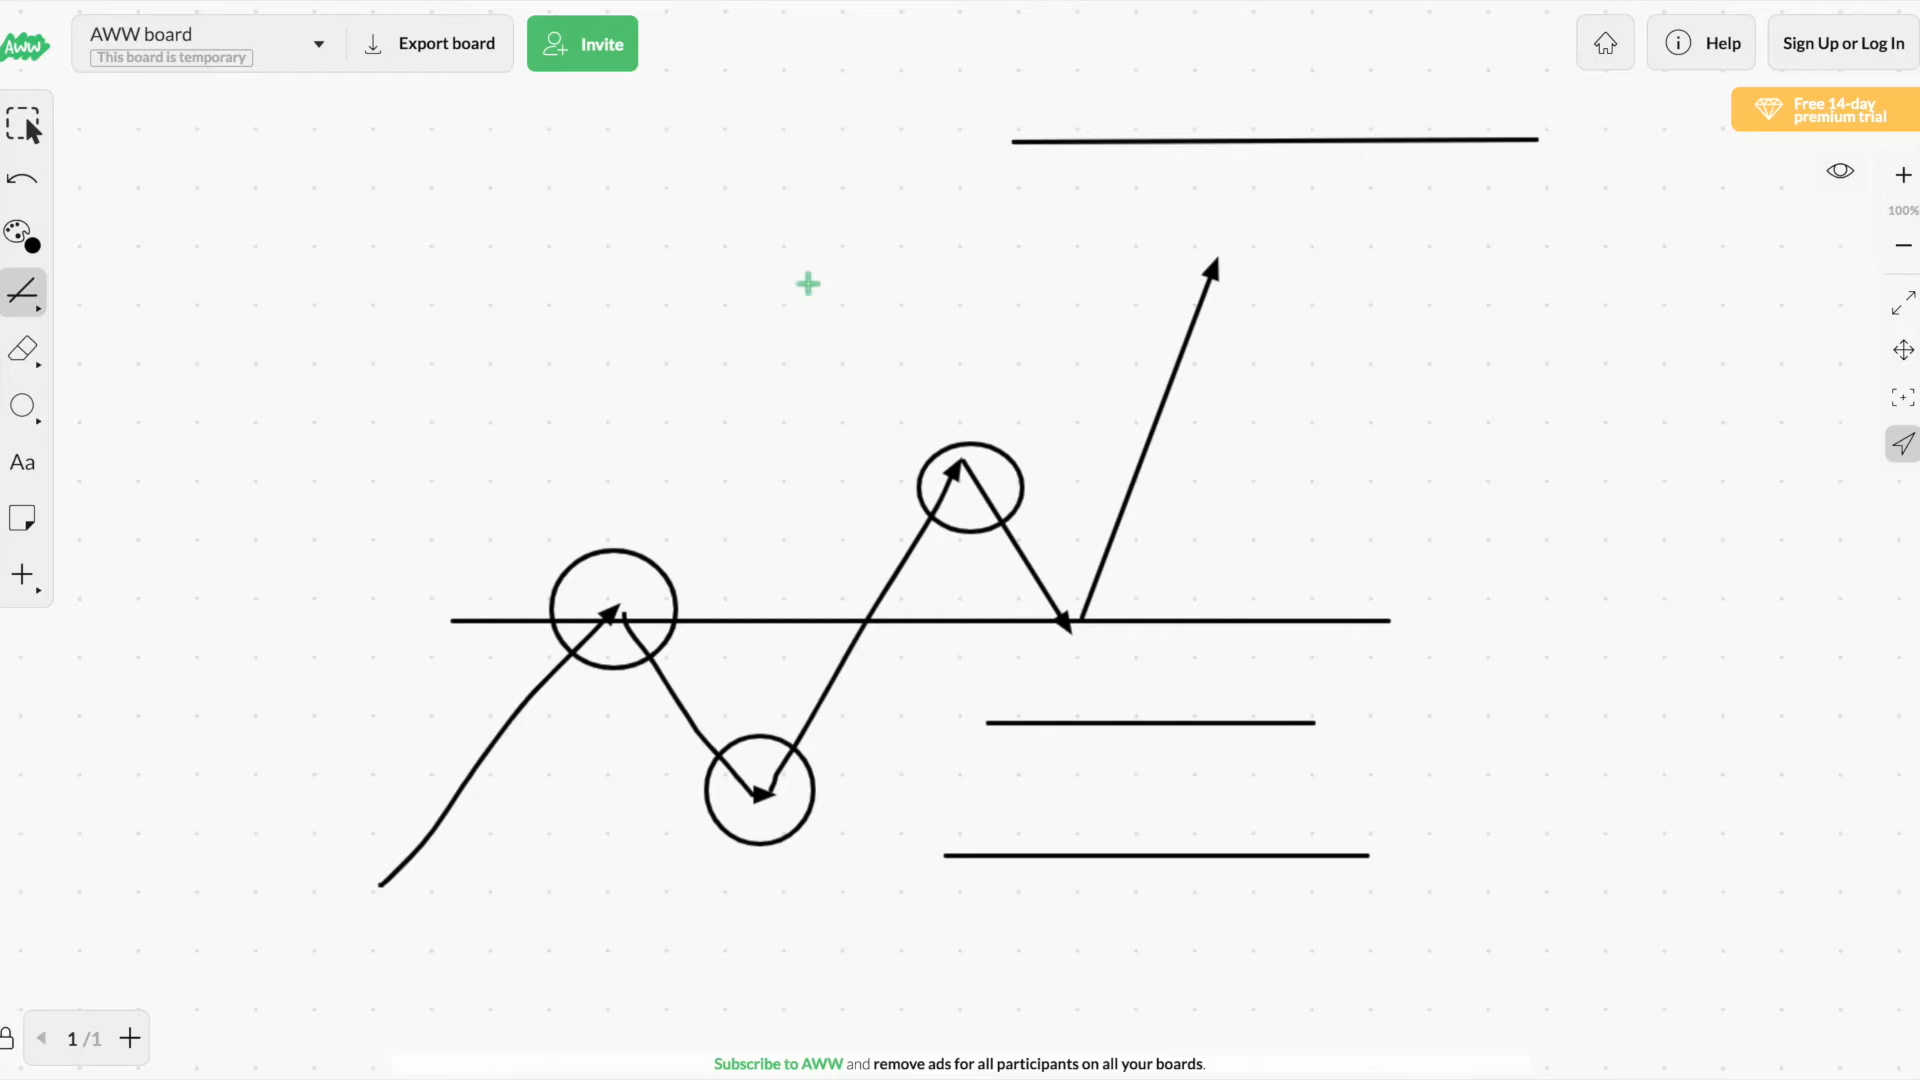 AWW
AWW board
This board is temporary
Export board
Invite
Help
Sign Up or Log In
Free 14-day
premium trial
100%
Aa
1 /1
Subscribe to AWW and remove ads for all participants on all your boards.